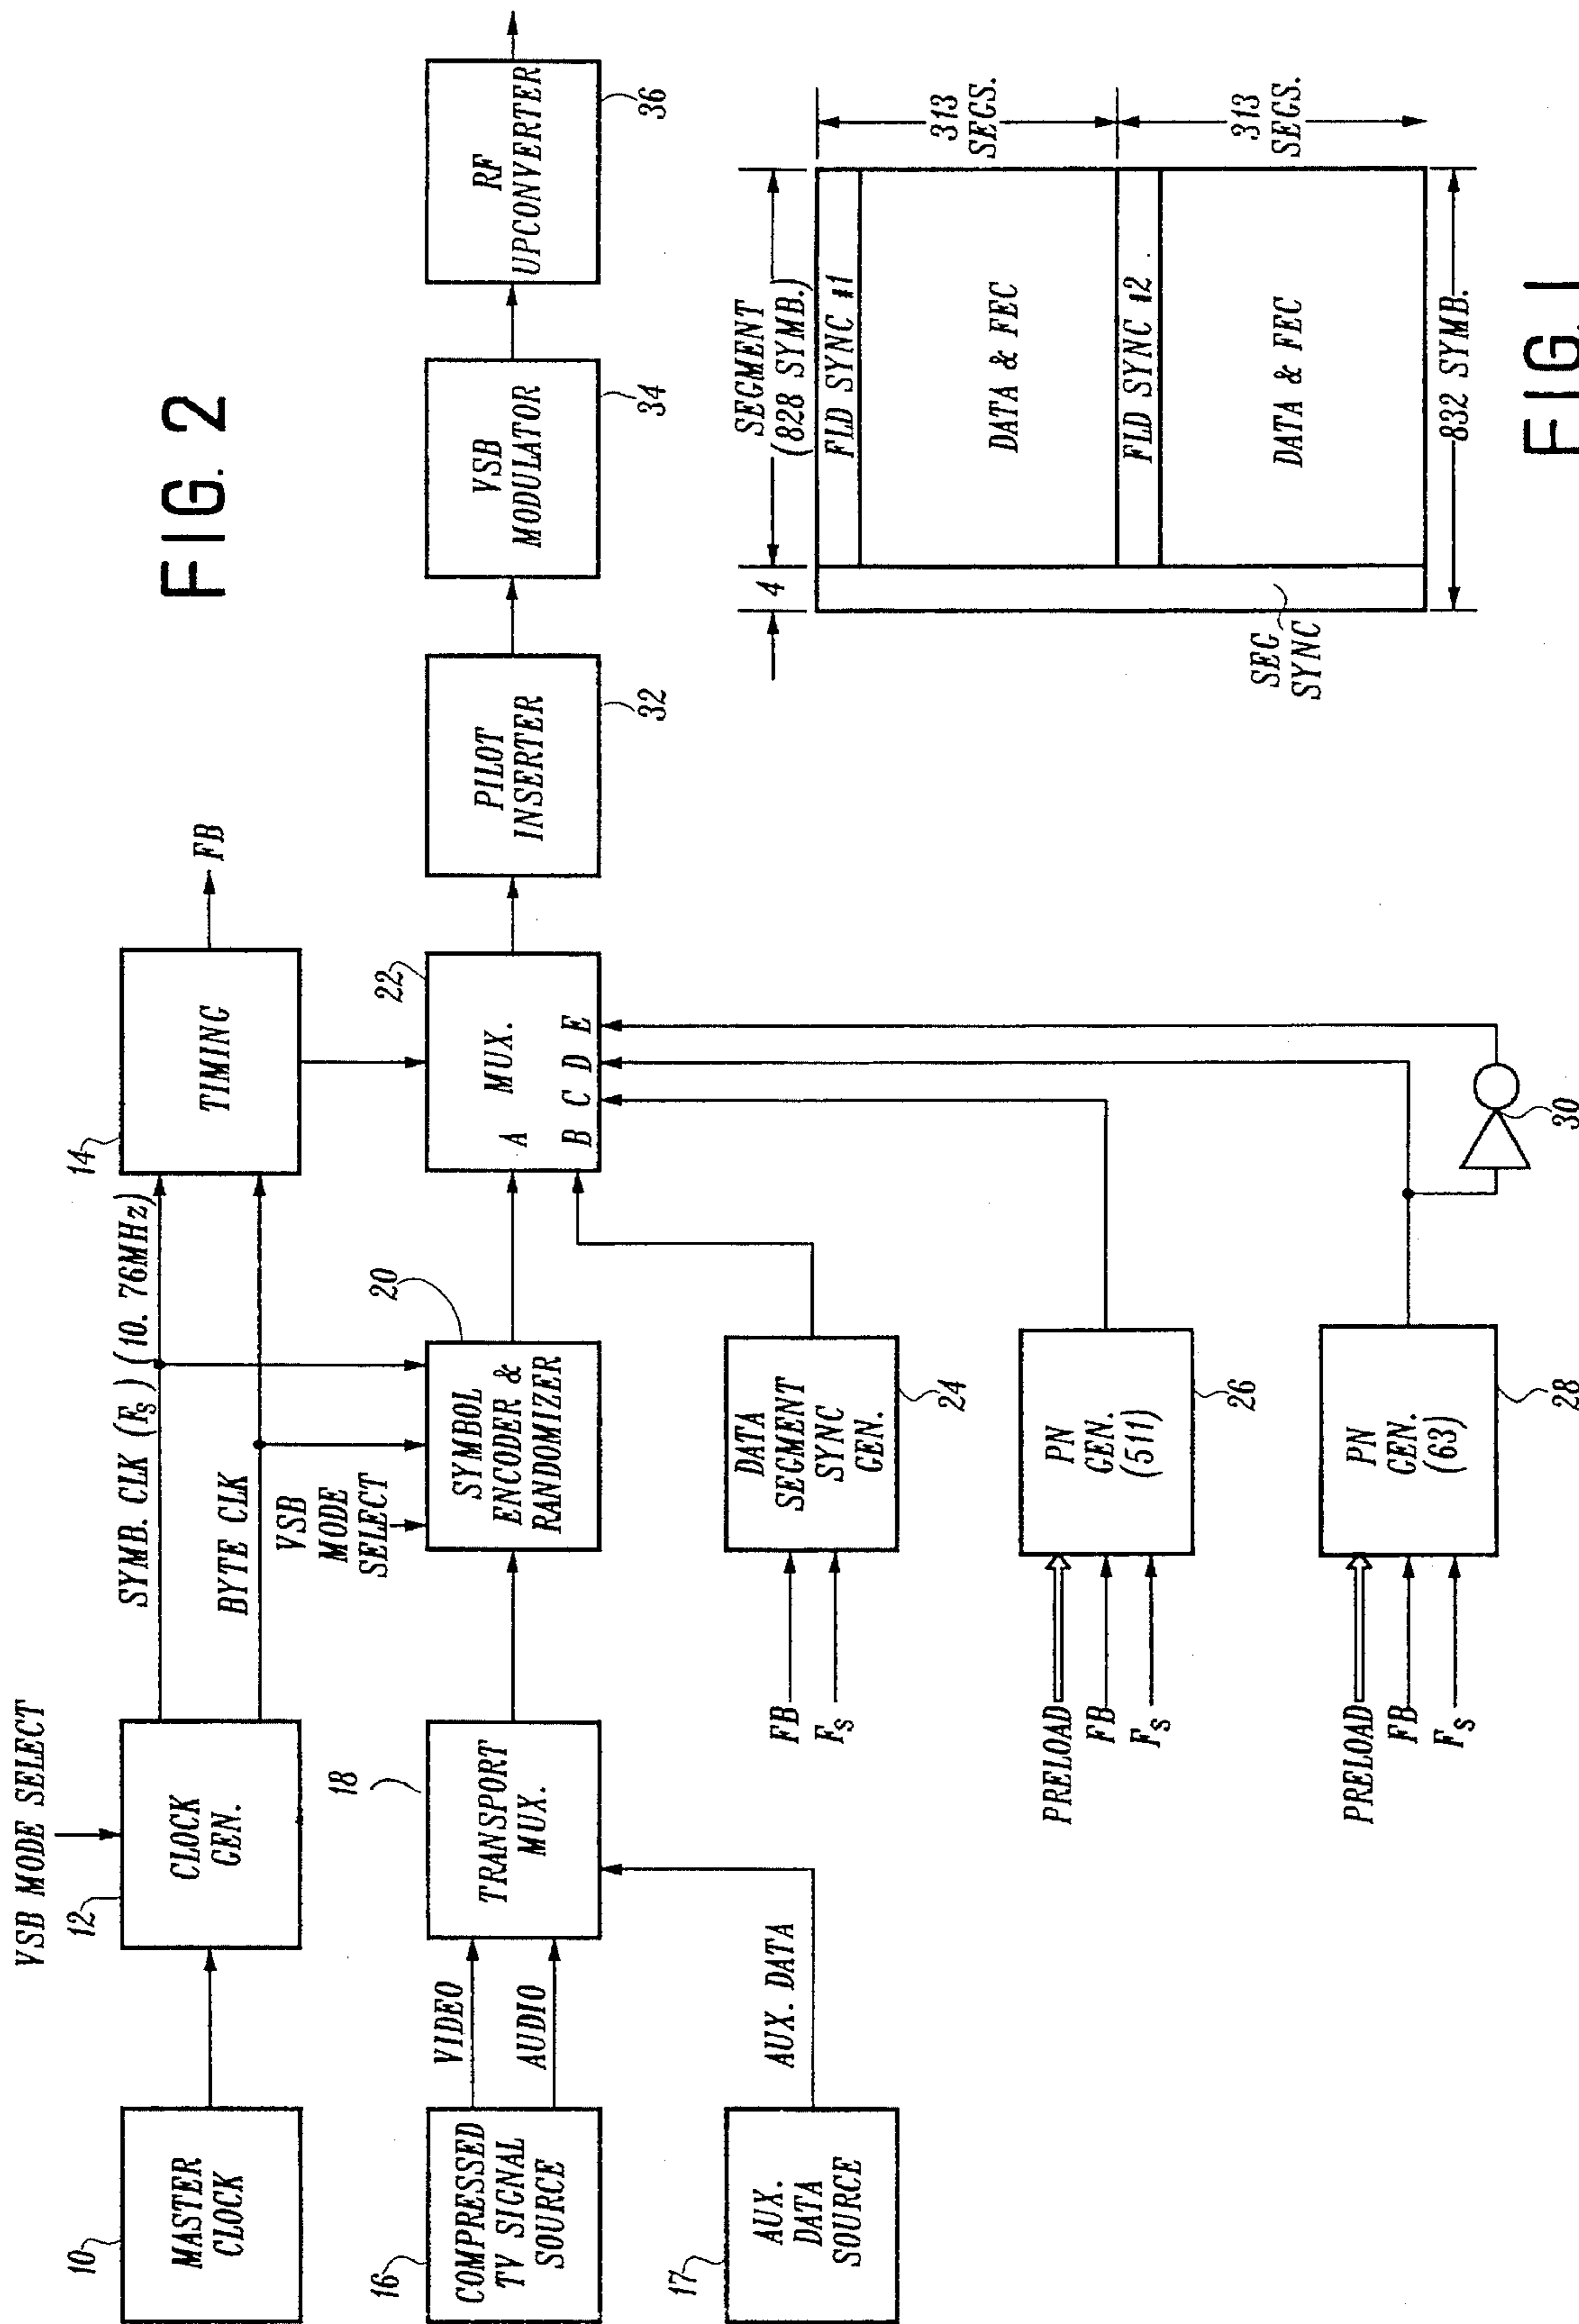 FIG. 2
VSB MODE SELECT
10
MASTER
CLOCK
12
CLOCK
GEN.
SYMB. CLK (Fs) (10. 76MHz)
BYTE CLK
14
TIMING
FB
16
COMPRESSED
TV SIGNAL
SOURCE
VIDEO
AUDIO
18
TRANSPORT
MUX.
VSB
MODE
SELECT
20
SYMBOL
ENCODER &
RANDOMIZER
22
MUX.
A
B C D E
PILOT
INSERTER
32
VSB
MODULATOR
34
RF
UPCONVERTER
36
17
AUX.
DATA
SOURCE
AUX. DATA
FB
Fs
DATA
SEGMENT
SYNC
GEN.
24
PRELOAD
FB
Fs
PN
GEN.
(511)
26
PRELOAD
FB
Fs
PN
GEN.
(63)
28
30
4
SEGMENT
(828 SYMB.)
FLD SYNC #1
DATA & FEC
FLD SYNC #2
DATA & FEC
313
SEGS.
313
SEGS.
SEG
SYNC
832 SYMB.
FIG. 1